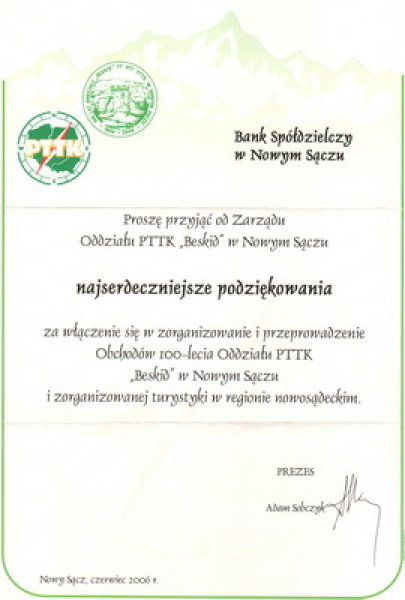 PTTK
Bank Spółdzielczy
w Nowym Sączu
Proszę przyjąć od Zarządu
Oddziału PTTK „Beskid” w Nowym Sączu
najserdeczniejsze podziękowania
za włączenie się w zorganizowanie i przeprowadzenie
Obchodów 100-lecia Oddziału PTTK
„Beskid” w Nowym Sączu
i zorganizowanej turystyki w regionie nowosądeckim.
PREZES
Adam Sobczyk
Nowy Sącz, czerwiec 2006 r.